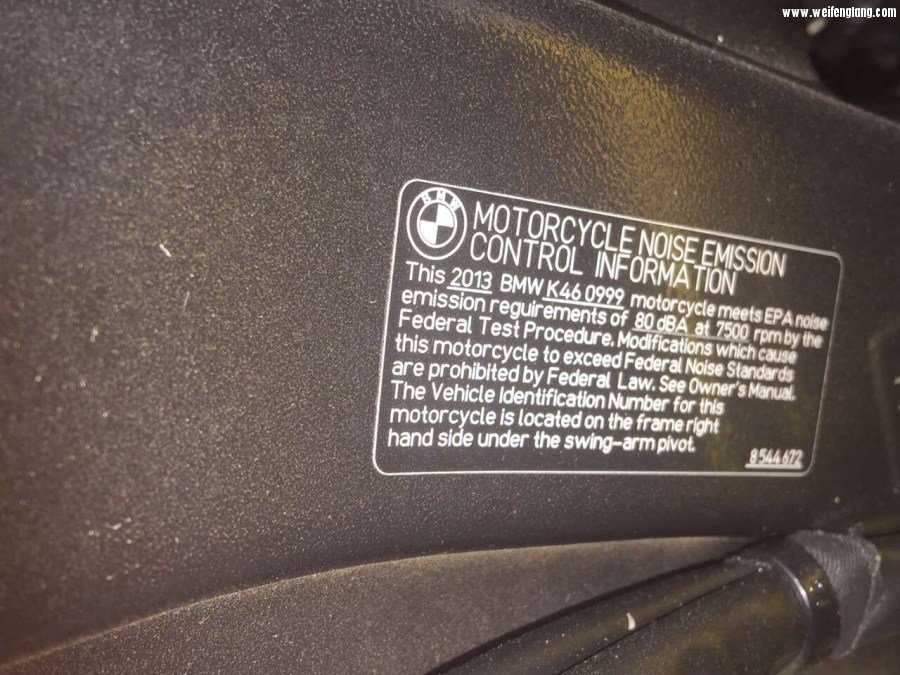 www.weifengtang.com
BMW
MOTORCYCLE NOISE EMISSION
CONTROL INFORMATION
This 2013 BMW K46 0999 motorcycle meets EPA noise
emission requirements of 80 dBA at 7500 rpm by the
Federal Test Procedure. Modifications which cause
this motorcycle to exceed Federal Noise Standards
are prohibited by Federal Law. See Owner's Manual.
The Vehicle Identification Number for this
motorcycle is located on the frame right
hand side under the swing-arm pivot.
8 544 672